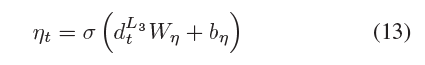 η_t = σ ( d_t^{L_3} W_η + b_η ) (13)